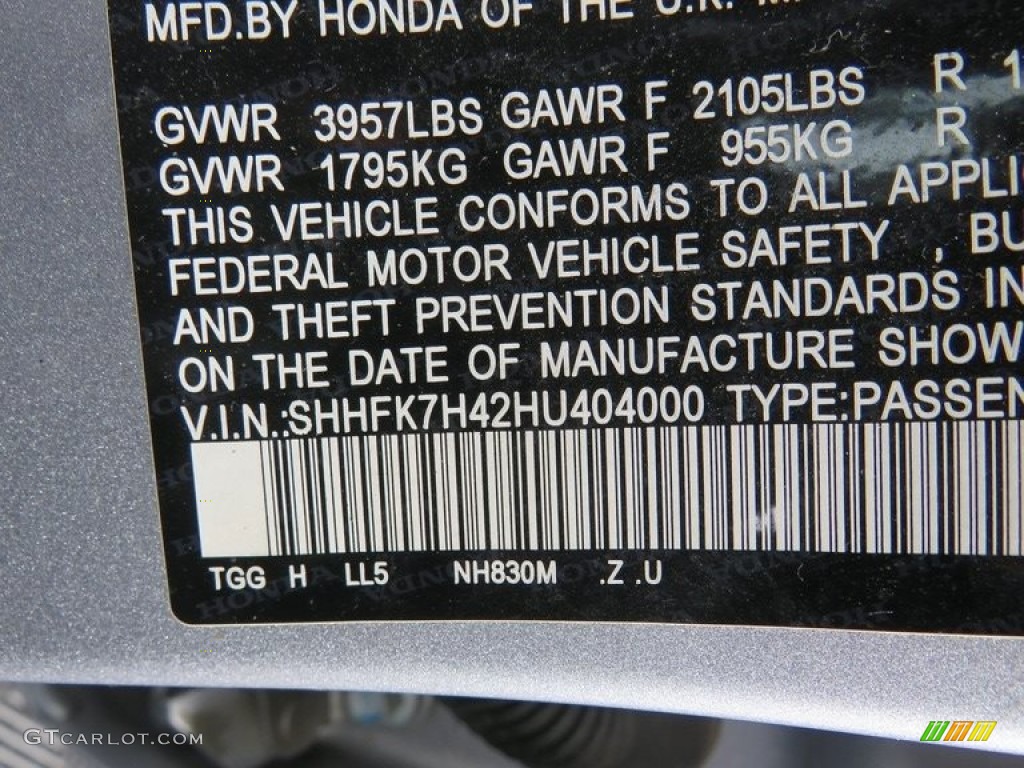 MFD.BY HONDA OF THE U.K.
GVWR 3957LBS GAWR F 2105LBS R 1
GVWR 1795KG GAWR F 955KG R
THIS VEHICLE CONFORMS TO ALL APPLI
FEDERAL MOTOR VEHICLE SAFETY , BU
AND THEFT PREVENTION STANDARDS IN
ON THE DATE OF MANUFACTURE SHOW
V.I.N.:SHHFK7H42HU404000 TYPE:PASSEN
TGG H LL5 NH830M .Z .U
GTCARLOT.COM